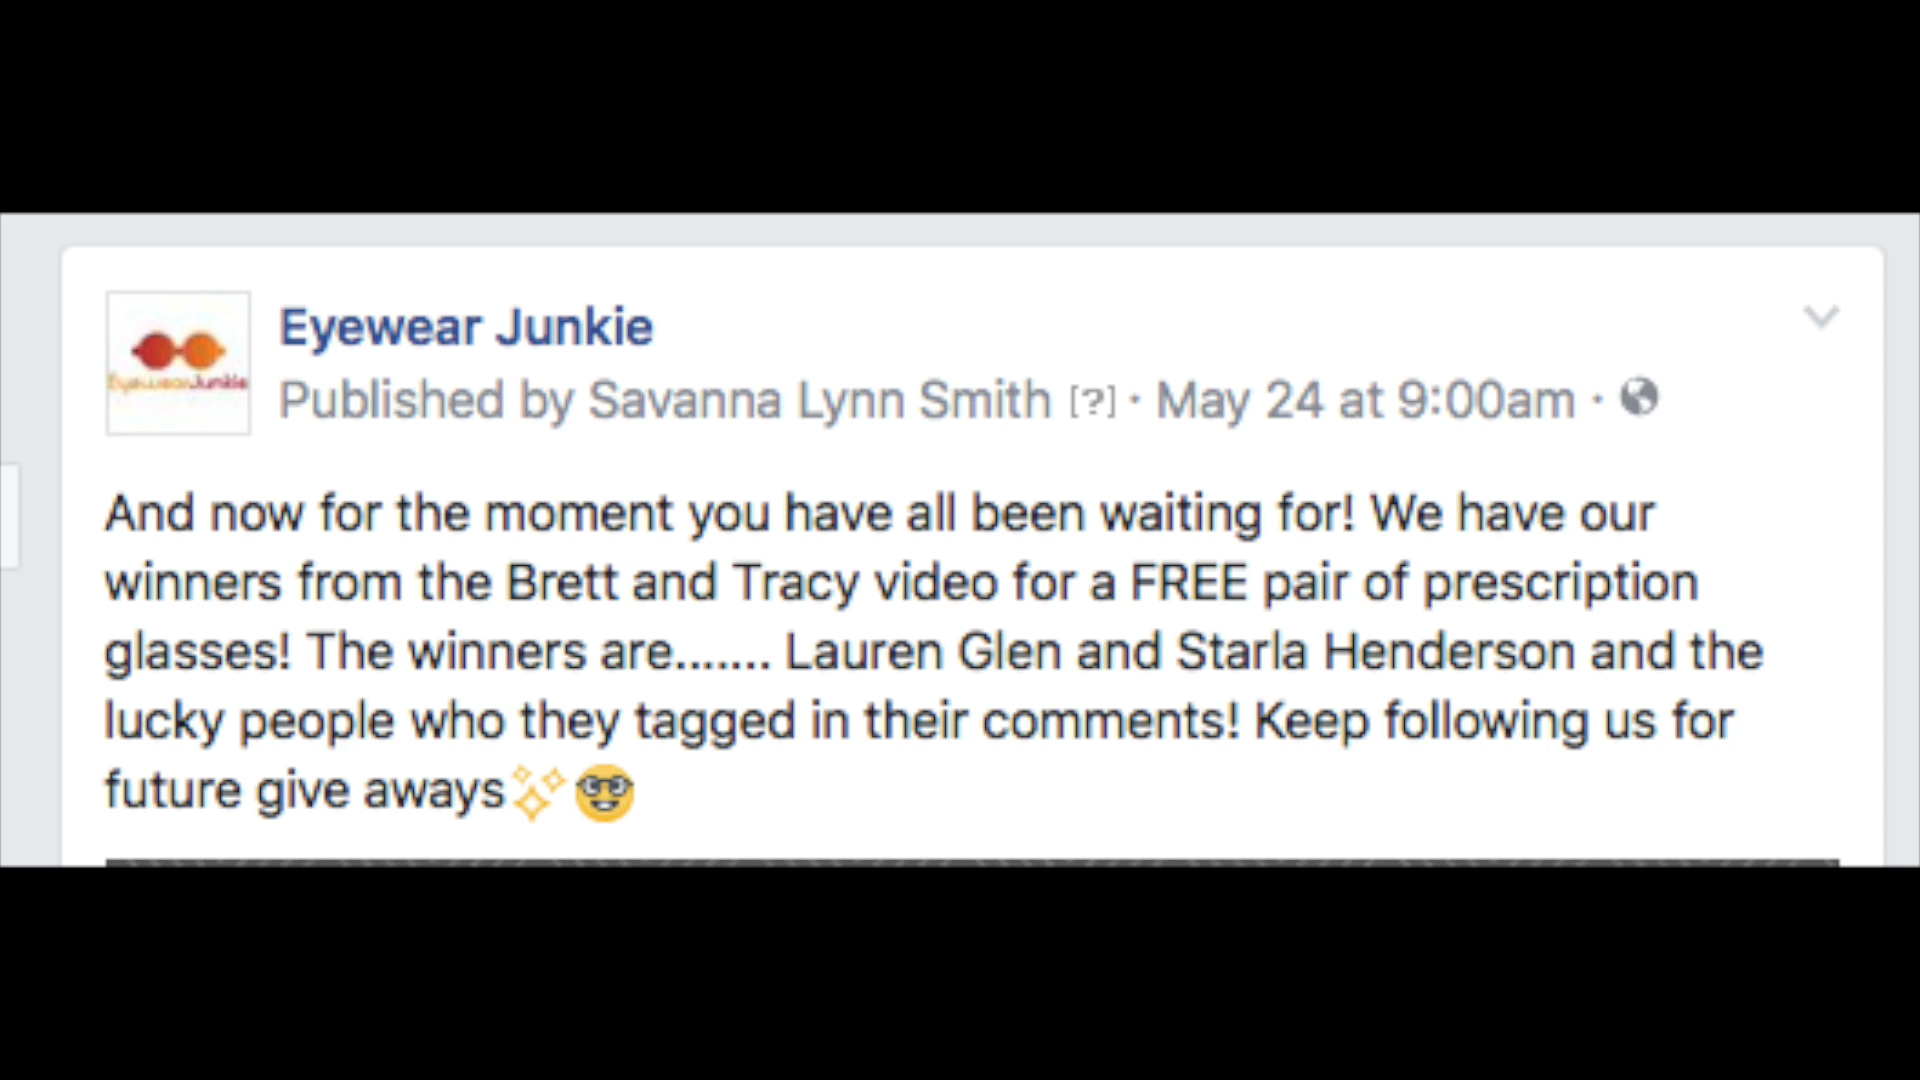 Eyewear Junkie
EyewearJunkie
Published by Savanna Lynn Smith [?] · May 24 at 9:00am ·
And now for the moment you have all been waiting for! We have our
winners from the Brett and Tracy video for a FREE pair of prescription
glasses! The winners are....... Lauren Glen and Starla Henderson and the
lucky people who they tagged in their comments! Keep following us for
future give aways✨🤓